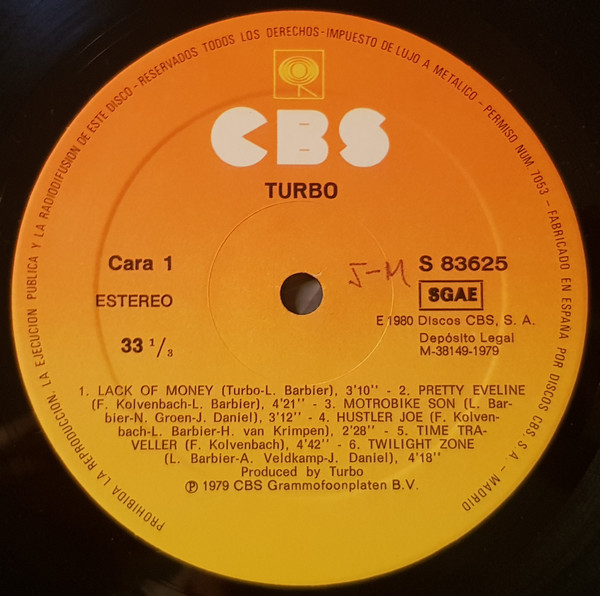 PROHIBIDA LA REPRODUCCION, LA EJECUCION PUBLICA Y LA RADIODIFUSION DE ESTE DISCO - RESERVADOS TODOS LOS DERECHOS - IMPUESTO DE LUJO A METALICO - PERMISO NUM. 7053 - FABRICADO EN ESPAÑA POR DISCOS CBS S. A. - MADRID
CBS
TURBO
Cara 1
J-M
S 83625
ESTEREO
SGAE
E 1980 Discos CBS, S. A.
33 1/3
Depósito Legal
M-38149-1979
1. LACK OF MONEY (Turbo-L. Barbier), 3'10'' - 2. PRETTY EVELINE
(F. Kolvenbach-L. Barbier), 4'21'' - 3. MOTROBIKE SON (L. Bar-
bier-N. Groen-J. Daniel), 3'12'' - 4. HUSTLER JOE (F. Kolven-
bach-L. Barbier-H. van Krimpen), 2'28'' - 5. TIME TRA-
VELLER (F. Kolvenbach), 4'42'' - 6. TWILIGHT ZONE
(L. Barbier-A. Veldkamp-J. Daniel), 4'18''
Produced by Turbo
Ⓟ 1979 CBS Grammofoonplaten B.V.